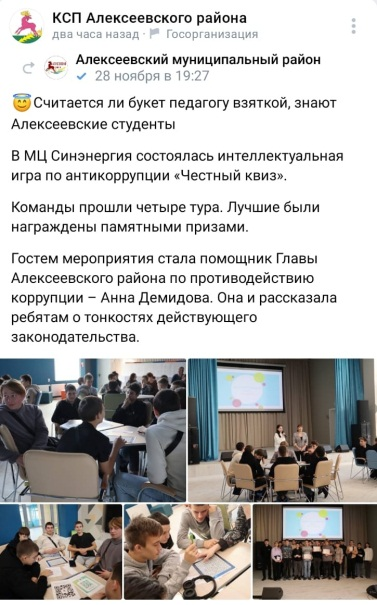 КСП Алексеевского района
два часа назад · Госорганизация
Алексеевский муниципальный район
28 ноября в 19:27
😇Считается ли букет педагогу взяткой, знают
Алексеевские студенты
В МЦ Синэнергия состоялась интеллектуальная
игра по антикоррупции «Честный квиз».
Команды прошли четыре тура. Лучшие были
награждены памятными призами.
Гостем мероприятия стала помощник Главы
Алексеевского района по противодействию
коррупции – Анна Демидова. Она и рассказала
ребятам о тонкостях действующего
законодательства.